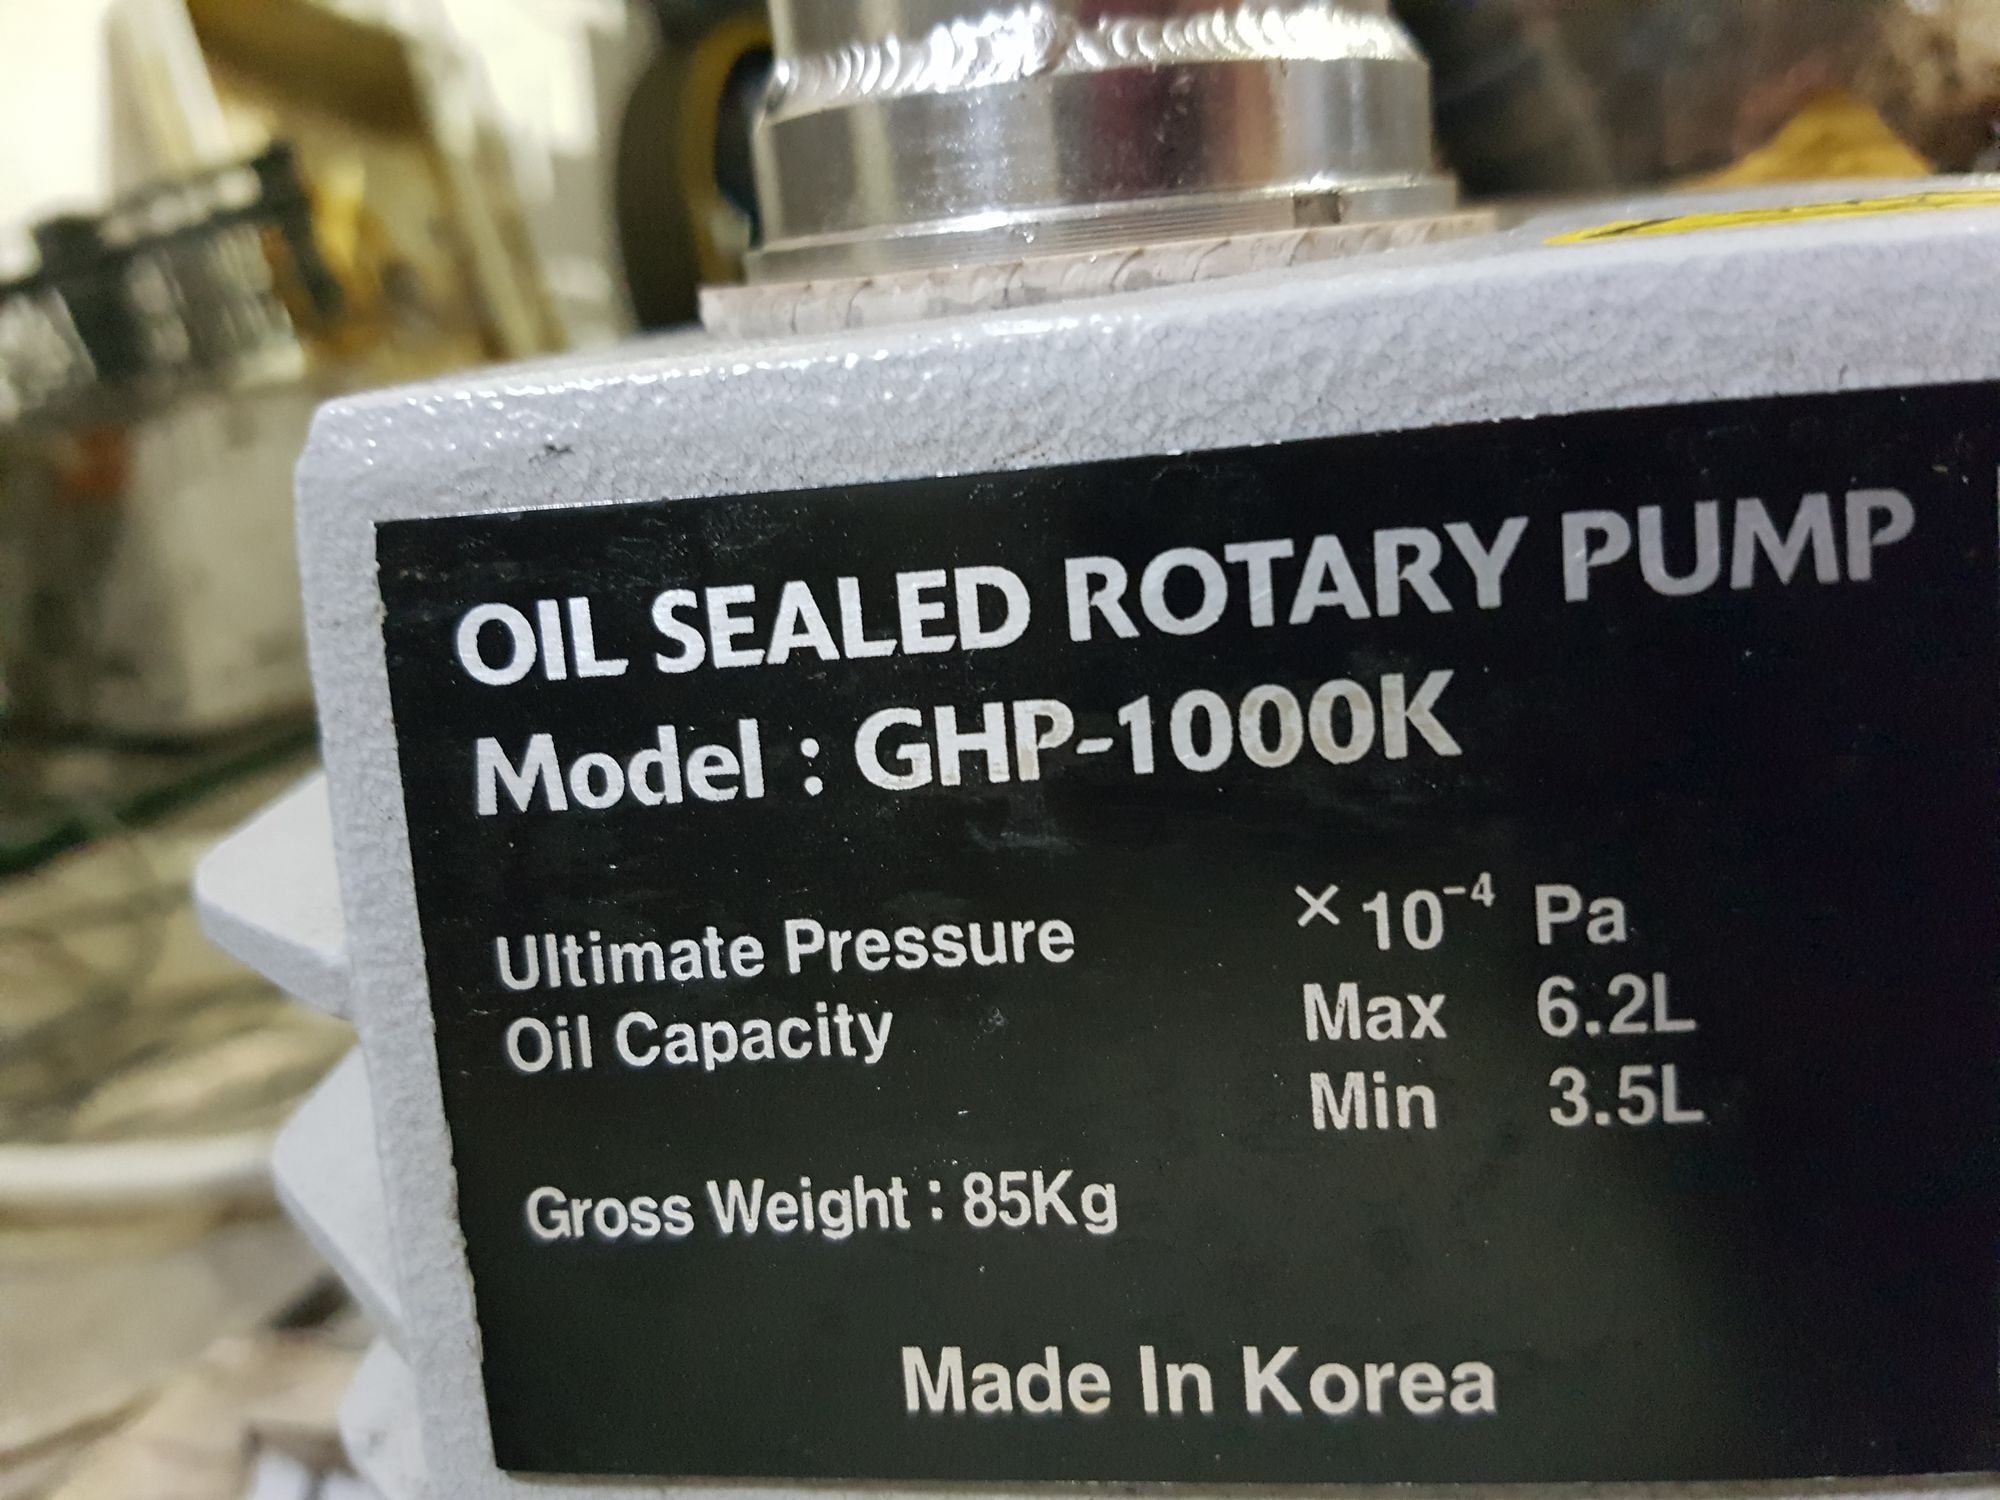 OIL SEALED ROTARY PUMP
Model : GHP-1000K
Ultimate Pressure × 10⁻⁴ Pa
Oil Capacity Max 6.2L
Min 3.5L
Gross Weight : 85Kg
Made In Korea